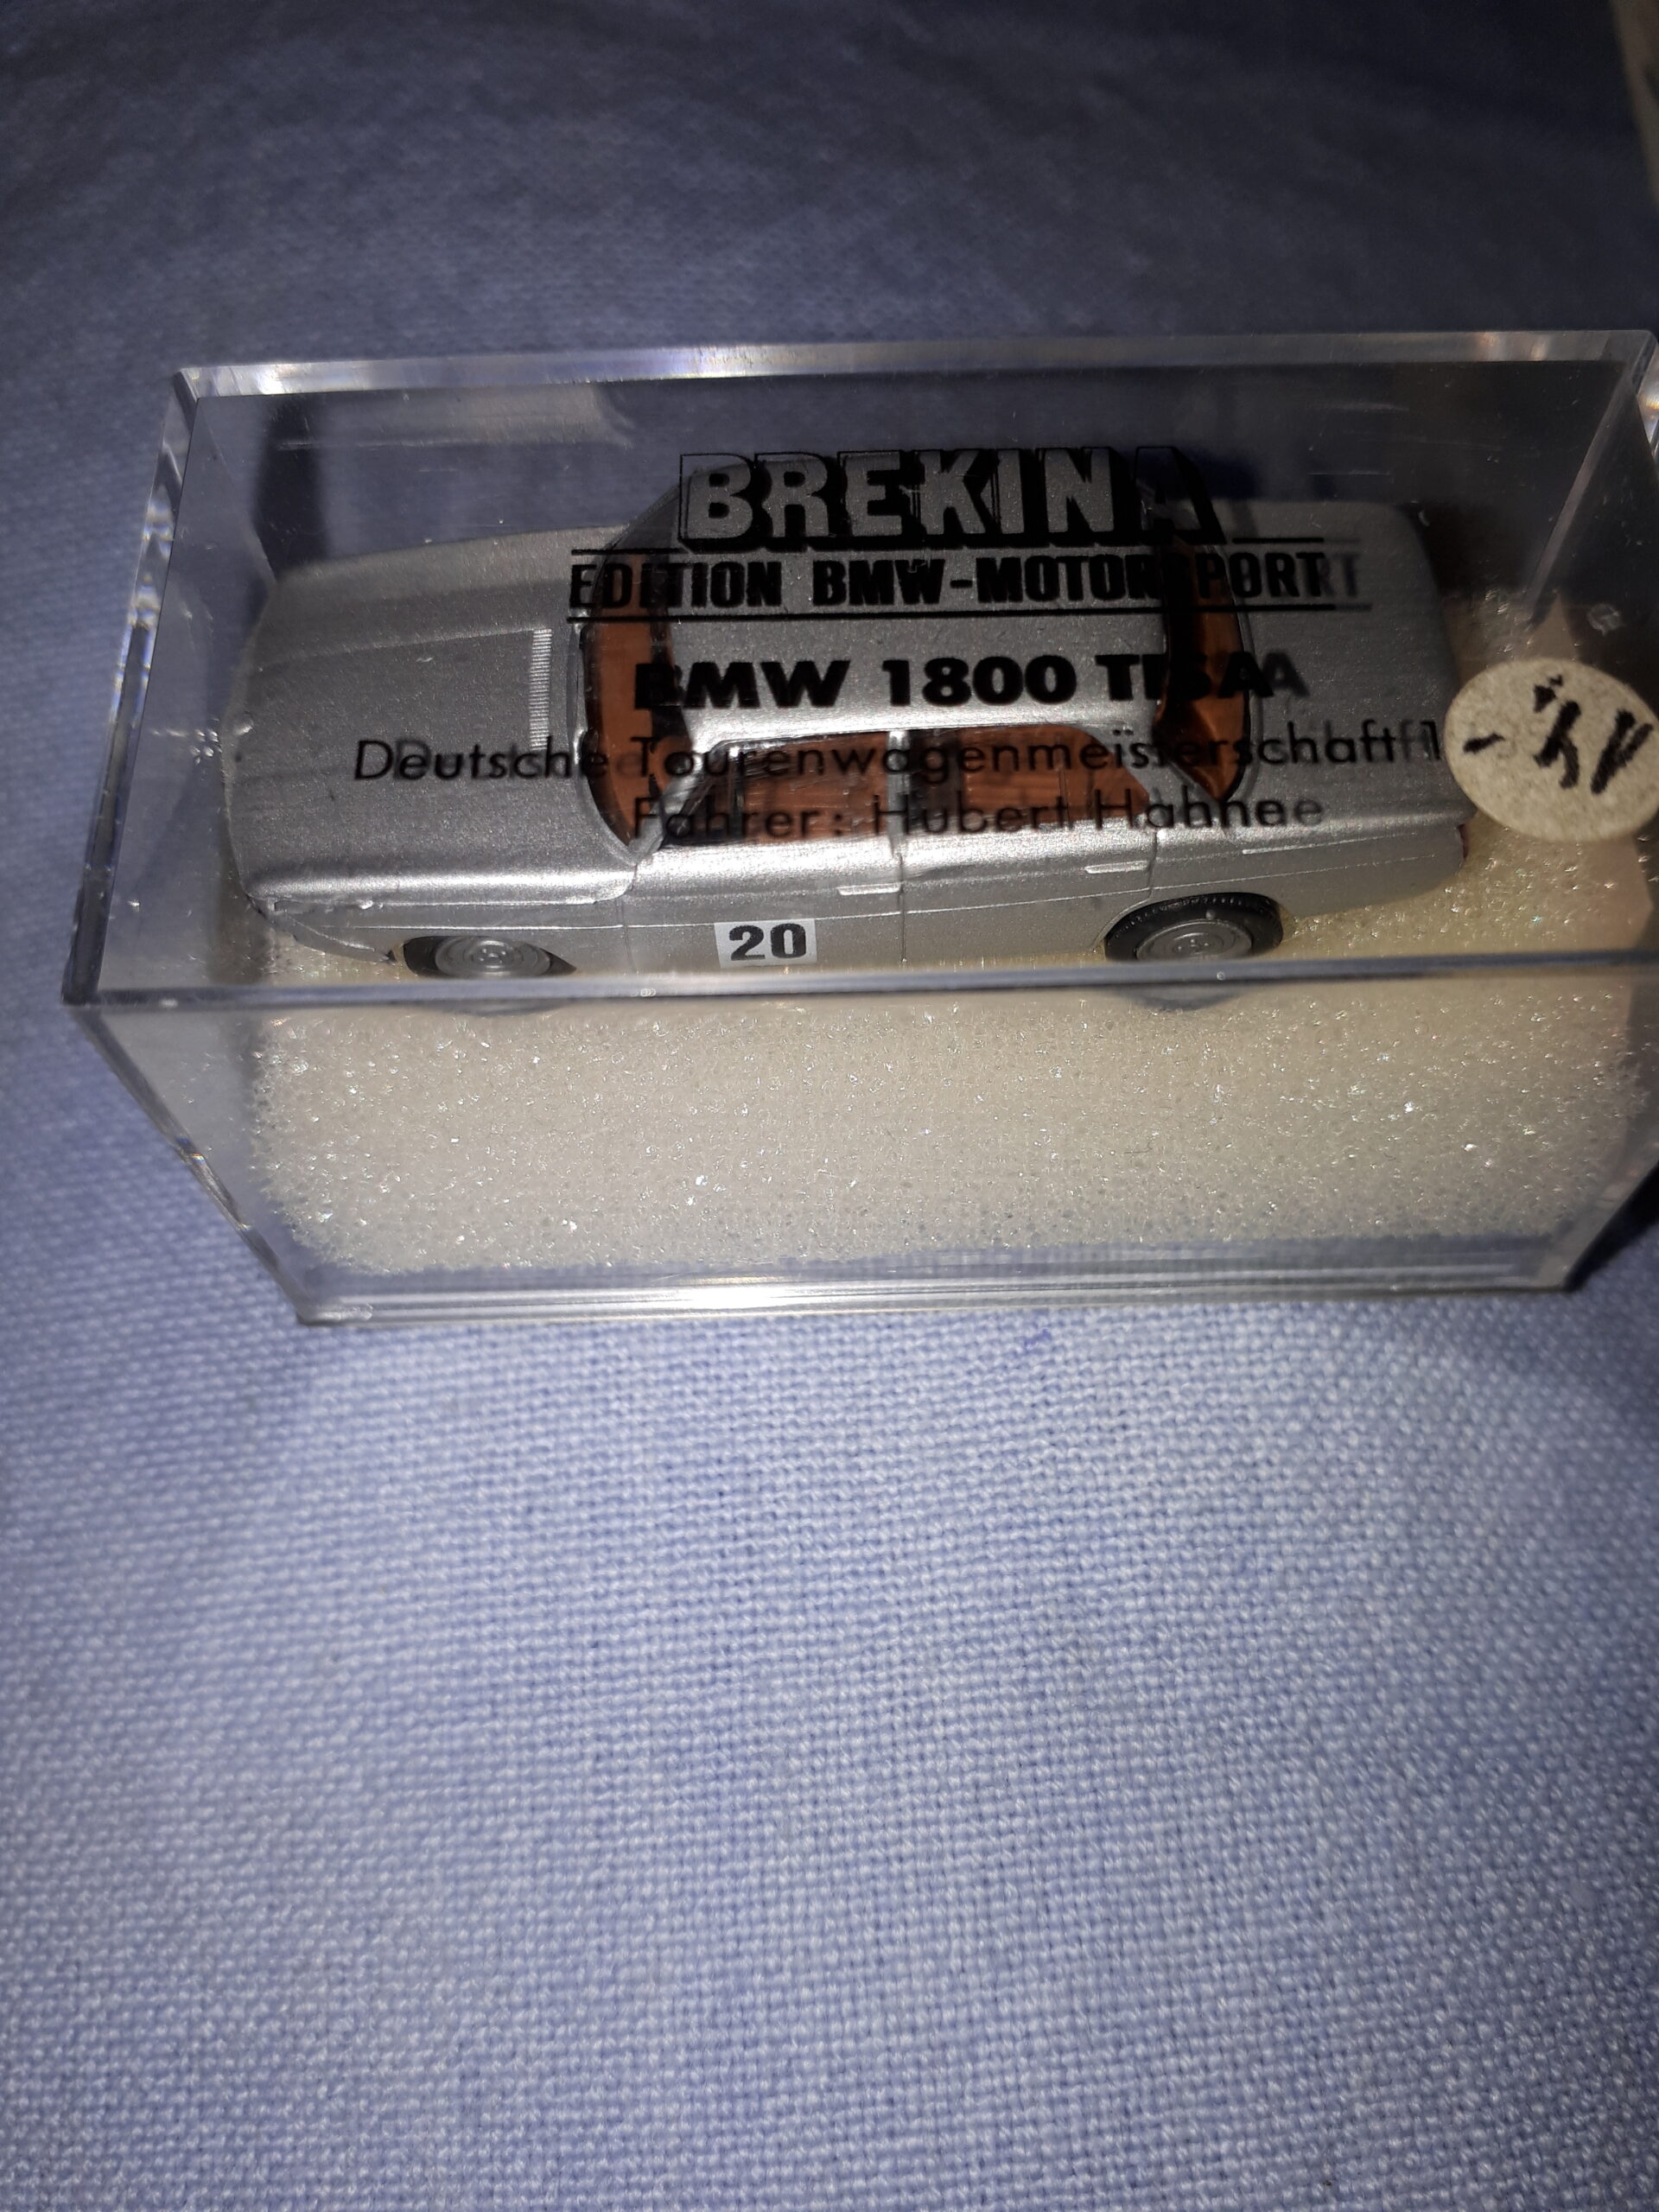 BREKINA
EDITION BMW-MOTORSPORT
BMW 1800 TISA
Deutsche Tourenwagenmeisterschaft
Fahrer: Hubert Hahne
20